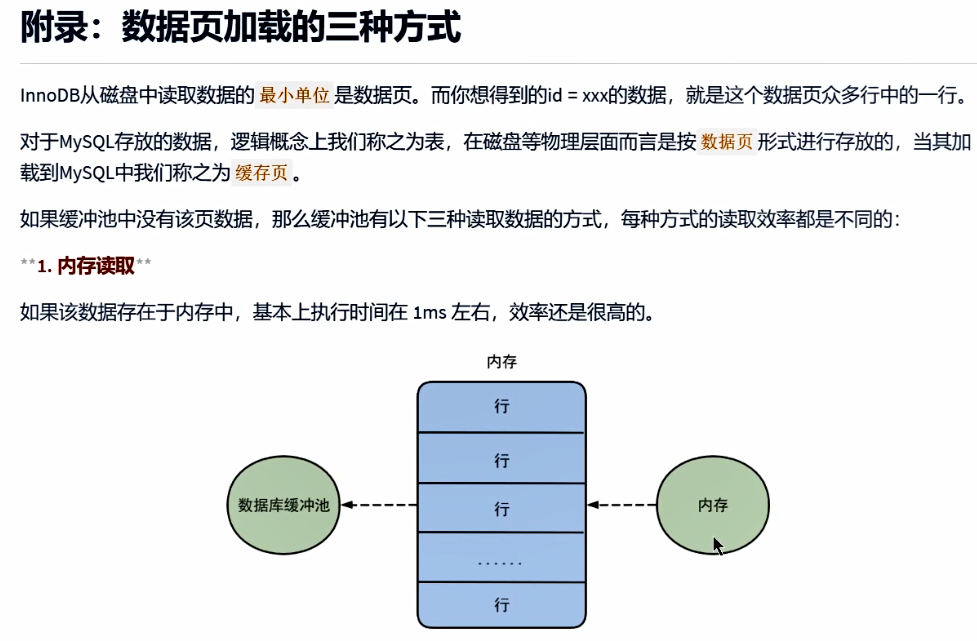 附录：数据页加载的三种方式
InnoDB从磁盘中读取数据的 最小单位 是数据页。而你想得到的id = xxx的数据，就是这个数据页众多行中的一行。
对于MySQL存放的数据，逻辑概念上我们称之为表，在磁盘等物理层面而言是按 数据页 形式进行存放的，当其加
载到MySQL中我们称之为 缓存页 。
如果缓冲池中没有该页数据，那么缓冲池有以下三种读取数据的方式，每种方式的读取效率都是不同的：
**1. 内存读取**
如果该数据存在于内存中，基本上执行时间在 1ms 左右，效率还是很高的。
内存
行
行
数据库缓冲池
行
内存
......
行